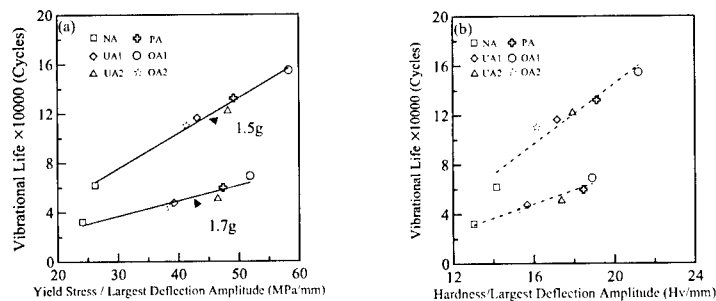 (a)
NA PA
UA1 OA1
UA2 OA2
1.5g
1.7g
Vibrational Life ×10000 (Cycles)
20
16
12
8
4
0
20 30 40 50 60
Yield Stress / Largest Deflection Amplitude (MPa/mm)
(b)
NA PA
UA1 OA1
UA2 OA2
Vibrational Life ×10000 (Cycles)
20
16
12
8
4
0
12 14 16 18 20 22 24
Hardness/Largest Deflection Amplitude (Hv/mm)